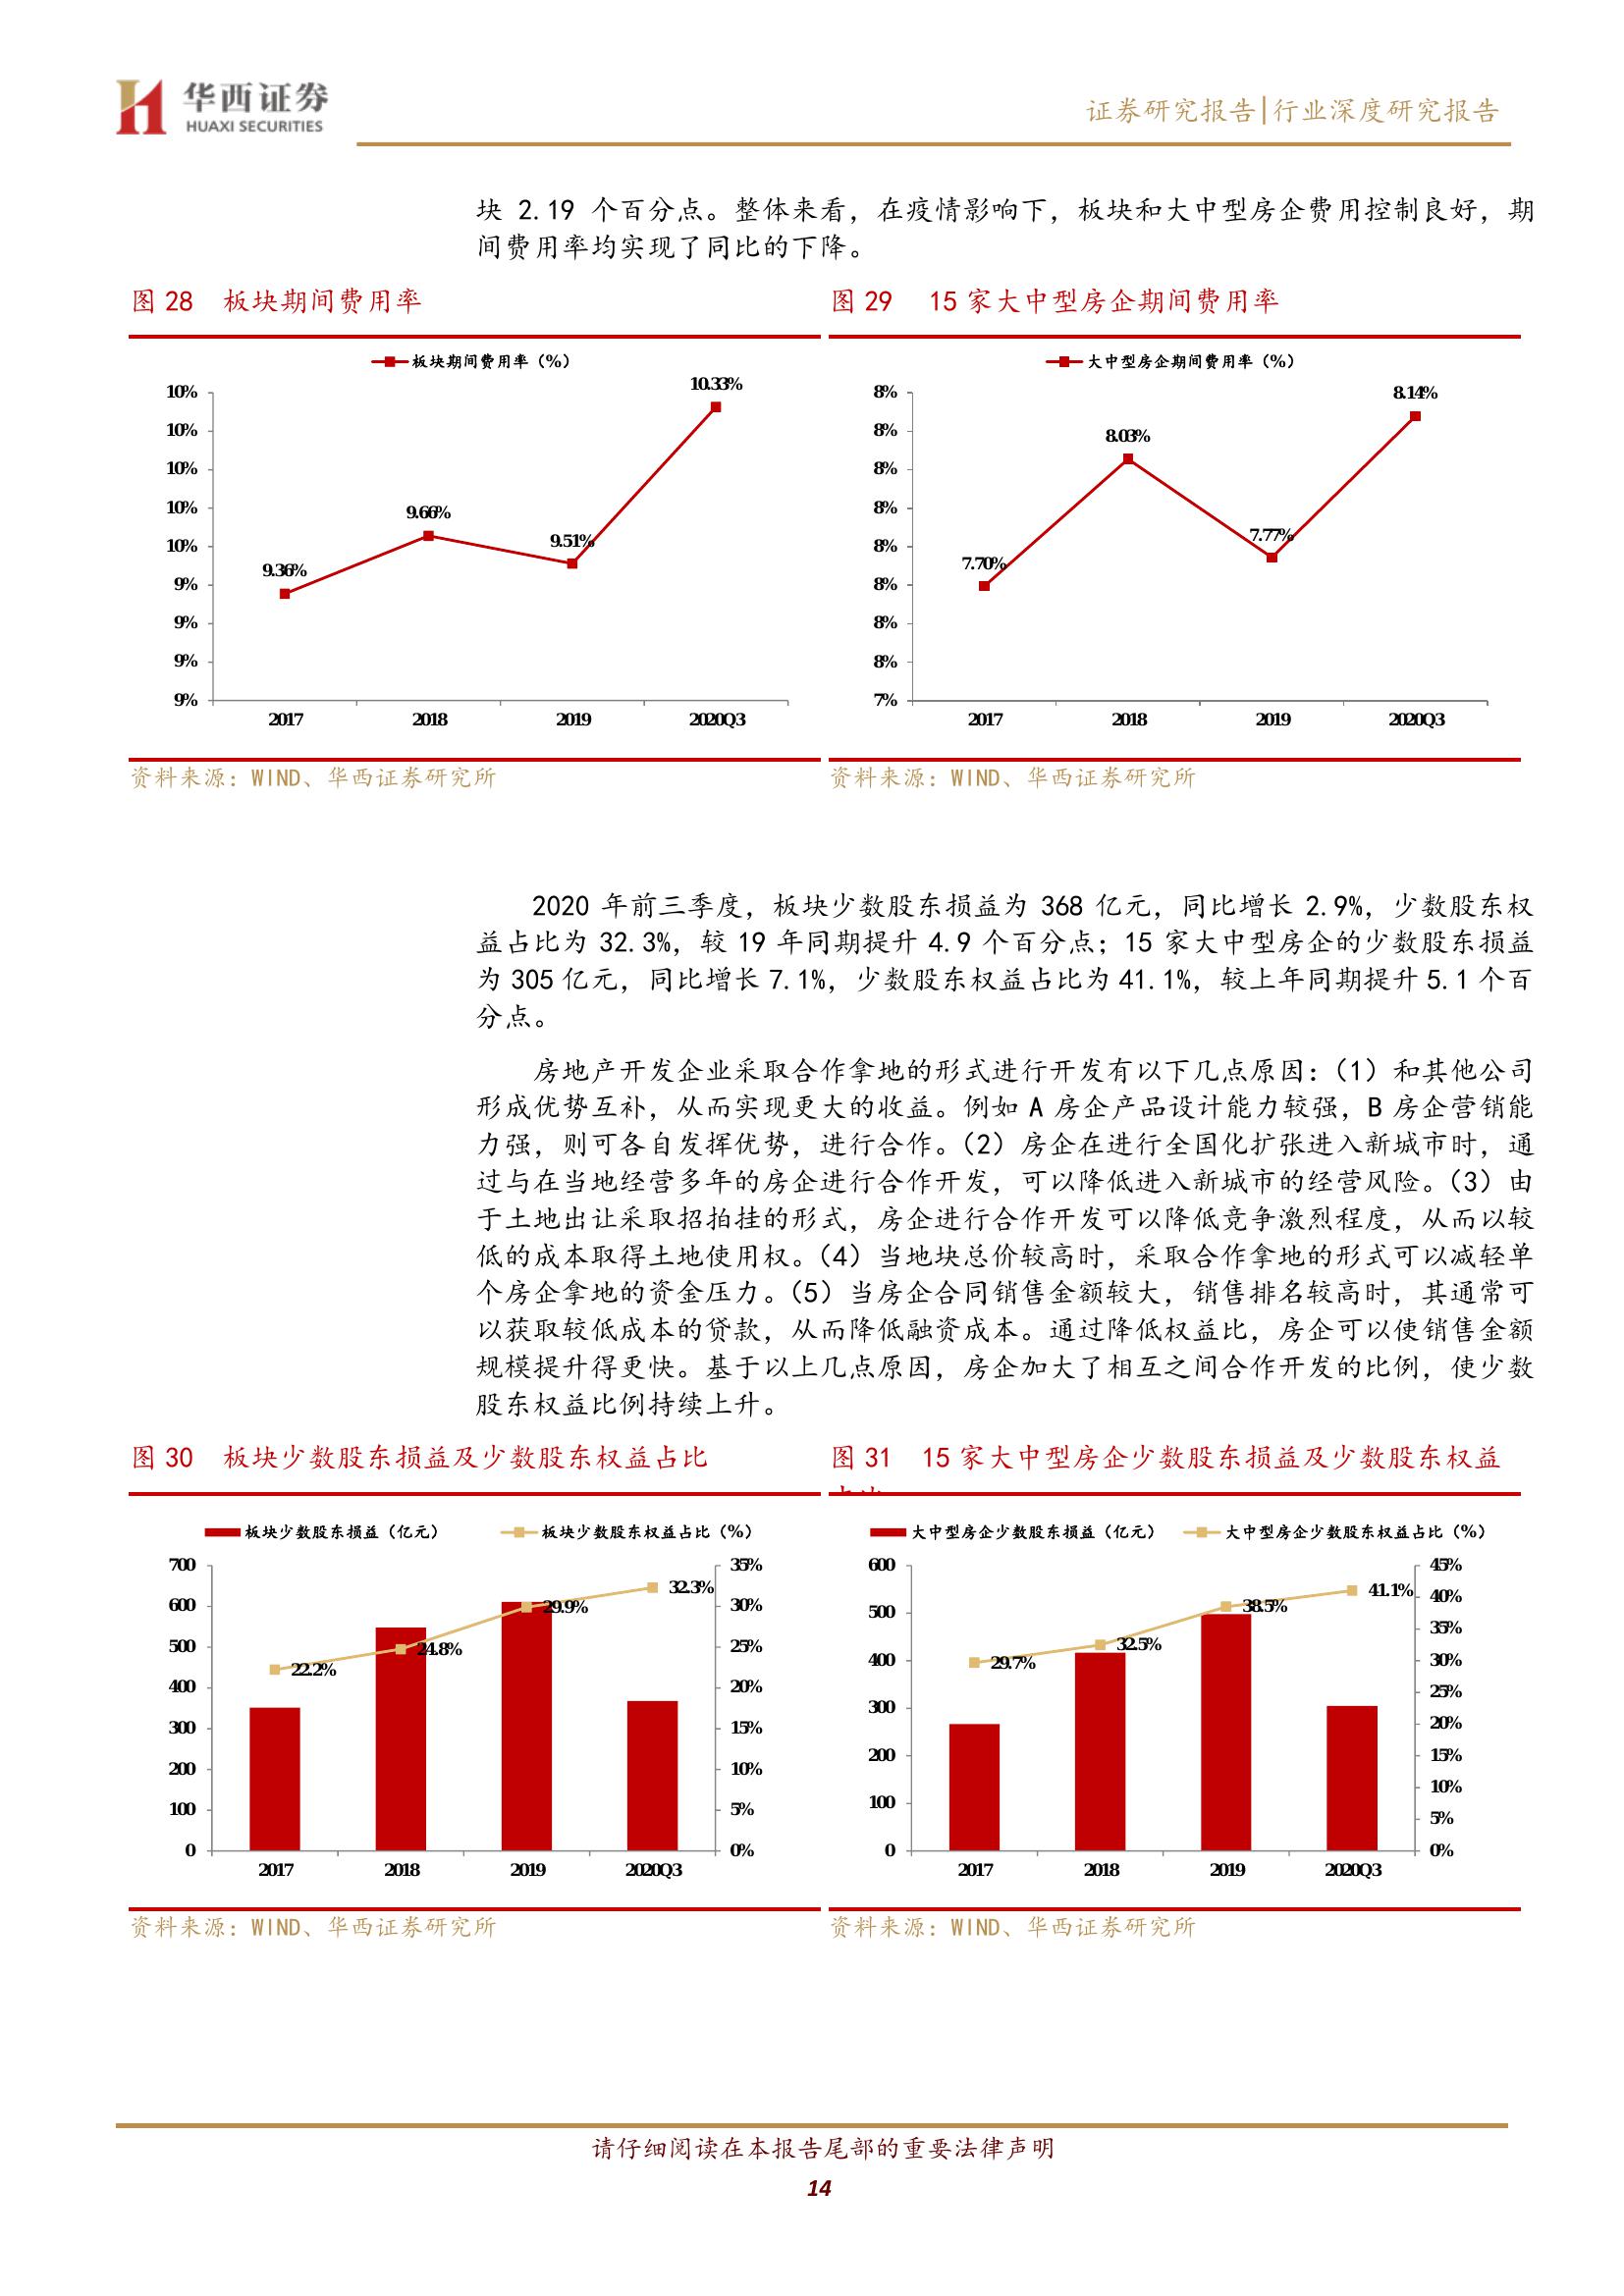 华西证券
HUAXI SECURITIES
证券研究报告|行业深度研究报告
块 2.19 个百分点。整体来看，在疫情影响下，板块和大中型房企费用控制良好，期
间费用率均实现了同比的下降。
图 28 板块期间费用率
板块期间费用率（%）
10%
10%
10%
10%
10%
9%
9%
9%
9%
9.36%
9.66%
9.51%
10.33%
2017 2018 2019 2020Q3
资料来源：WIND、华西证券研究所
图 29 15 家大中型房企期间费用率
大中型房企期间费用率（%）
8%
8%
8%
8%
8%
8%
8%
8%
7%
7.70%
8.03%
7.77%
8.14%
2017 2018 2019 2020Q3
资料来源：WIND、华西证券研究所
2020 年前三季度，板块少数股东损益为 368 亿元，同比增长 2.9%，少数股东权
益占比为 32.3%，较 19 年同期提升 4.9 个百分点；15 家大中型房企的少数股东损益
为 305 亿元，同比增长 7.1%，少数股东权益占比为 41.1%，较上年同期提升 5.1 个百
分点。
房地产开发企业采取合作拿地的形式进行开发有以下几点原因：（1）和其他公司
形成优势互补，从而实现更大的收益。例如 A 房企产品设计能力较强，B 房企营销能
力强，则可各自发挥优势，进行合作。（2）房企在进行全国化扩张进入新城市时，通
过与在当地经营多年的房企进行合作开发，可以降低进入新城市的经营风险。（3）由
于土地出让采取招拍挂的形式，房企进行合作开发可以降低竞争激烈程度，从而以较
低的成本取得土地使用权。（4）当地块总价较高时，采取合作拿地的形式可以减轻单
个房企拿地的资金压力。（5）当房企合同销售金额较大，销售排名较高时，其通常可
以获取较低成本的贷款，从而降低融资成本。通过降低权益比，房企可以使销售金额
规模提升得更快。基于以上几点原因，房企加大了相互之间合作开发的比例，使少数
股东权益比例持续上升。
图 30 板块少数股东损益及少数股东权益占比
板块少数股东损益（亿元） 板块少数股东权益占比（%）
700
600
500
400
300
200
100
0
35%
30%
25%
20%
15%
10%
5%
0%
22.2%
24.8%
29.9%
32.3%
2017 2018 2019 2020Q3
资料来源：WIND、华西证券研究所
图 31 15 家大中型房企少数股东损益及少数股东权益
大中型房企少数股东损益（亿元） 大中型房企少数股东权益占比（%）
600
500
400
300
200
100
0
45%
40%
35%
30%
25%
20%
15%
10%
5%
0%
29.7%
32.5%
38.5%
41.1%
2017 2018 2019 2020Q3
资料来源：WIND、华西证券研究所
请仔细阅读在本报告尾部的重要法律声明
14